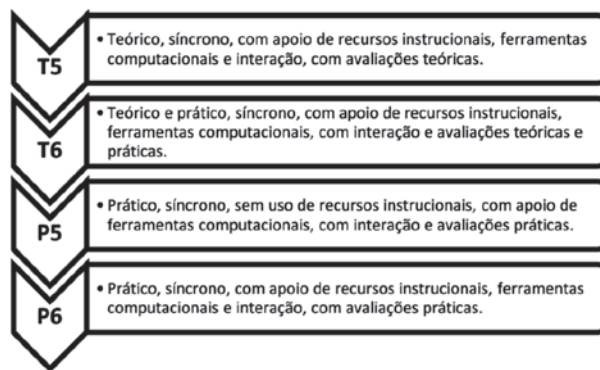 T5
• Teórico, síncrono, com apoio de recursos instrucionais, ferramentas
computacionais e interação, com avaliações teóricas.
T6
• Teórico e prático, síncrono, com apoio de recursos instrucionais,
ferramentas computacionais, com interação e avaliações teóricas e
práticas.
P5
• Prático, síncrono, sem uso de recursos instrucionais, com apoio de
ferramentas computacionais, com interação e avaliações práticas.
P6
• Prático, síncrono, com apoio de recursos instrucionais, ferramentas
computacionais e interação, com avaliações práticas.